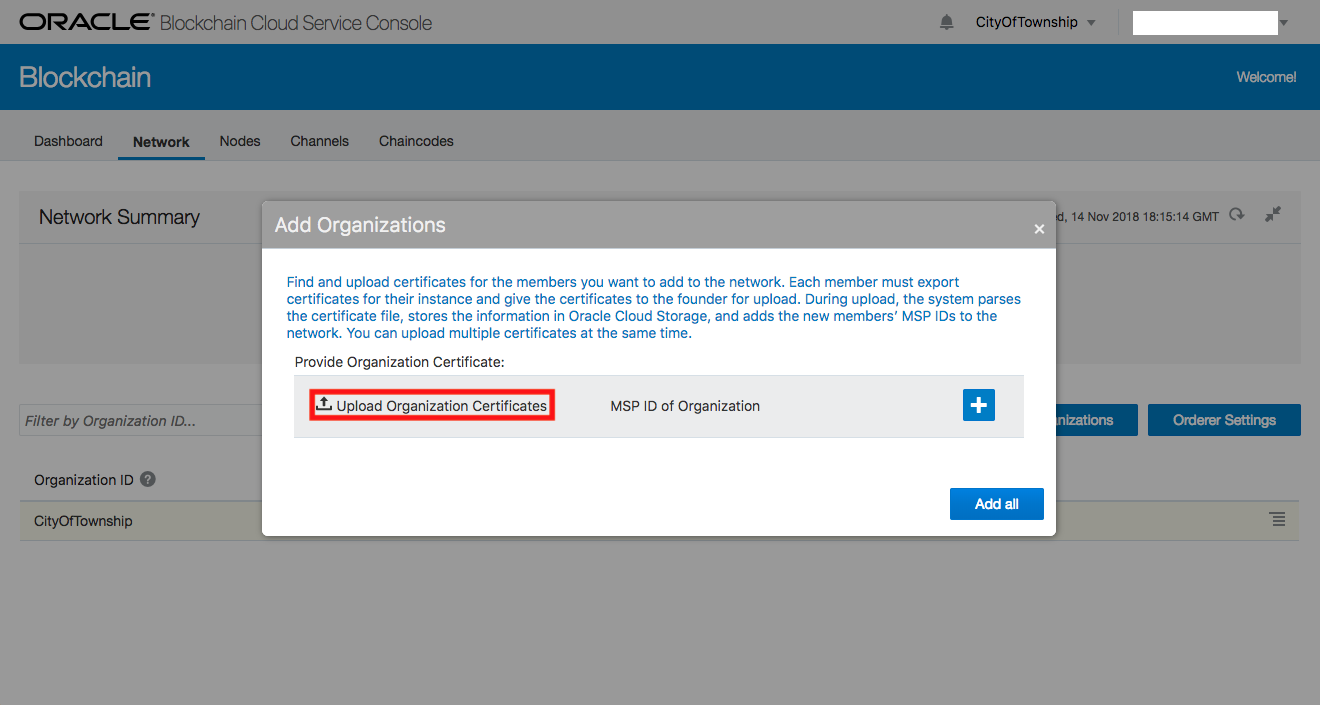 ORACLE® Blockchain Cloud Service Console
CityOfTownship
Blockchain
Welcome!
Dashboard
Network
Nodes
Channels
Chaincodes
Network Summary
14 Nov 2018 18:15:14 GMT
Add Organizations
×
Find and upload certificates for the members you want to add to the network. Each member must export
certificates for their instance and give the certificates to the founder for upload. During upload, the system parses
the certificate file, stores the information in Oracle Cloud Storage, and adds the new members' MSP IDs to the
network. You can upload multiple certificates at the same time.
Provide Organization Certificate:
Upload Organization Certificates
MSP ID of Organization
+
Filter by Organization ID...
Orderer Settings
Organization ID ?
Add all
CityOfTownship